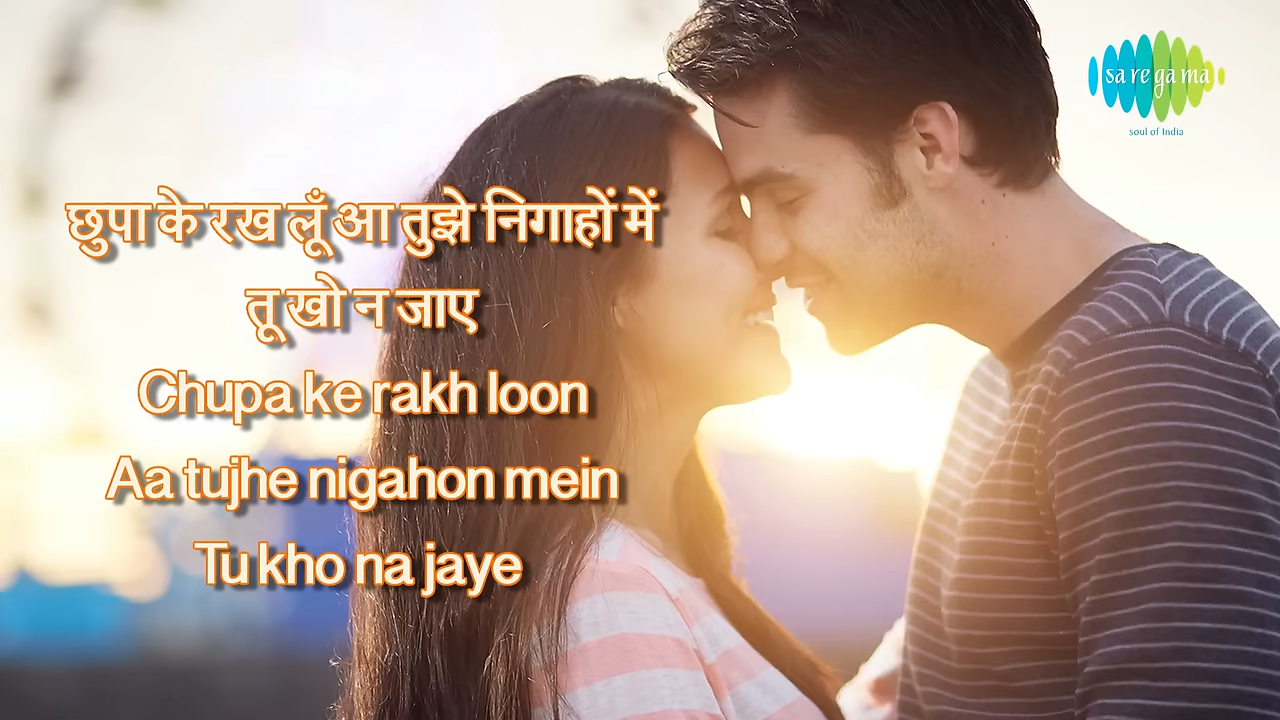 sa re ga ma
soul of India
छुपा के रख लूँ आ तुझे निगाहों में
तू खो न जाए
Chupa ke rakh loon
Aa tujhe nigahon mein
Tu kho na jaye